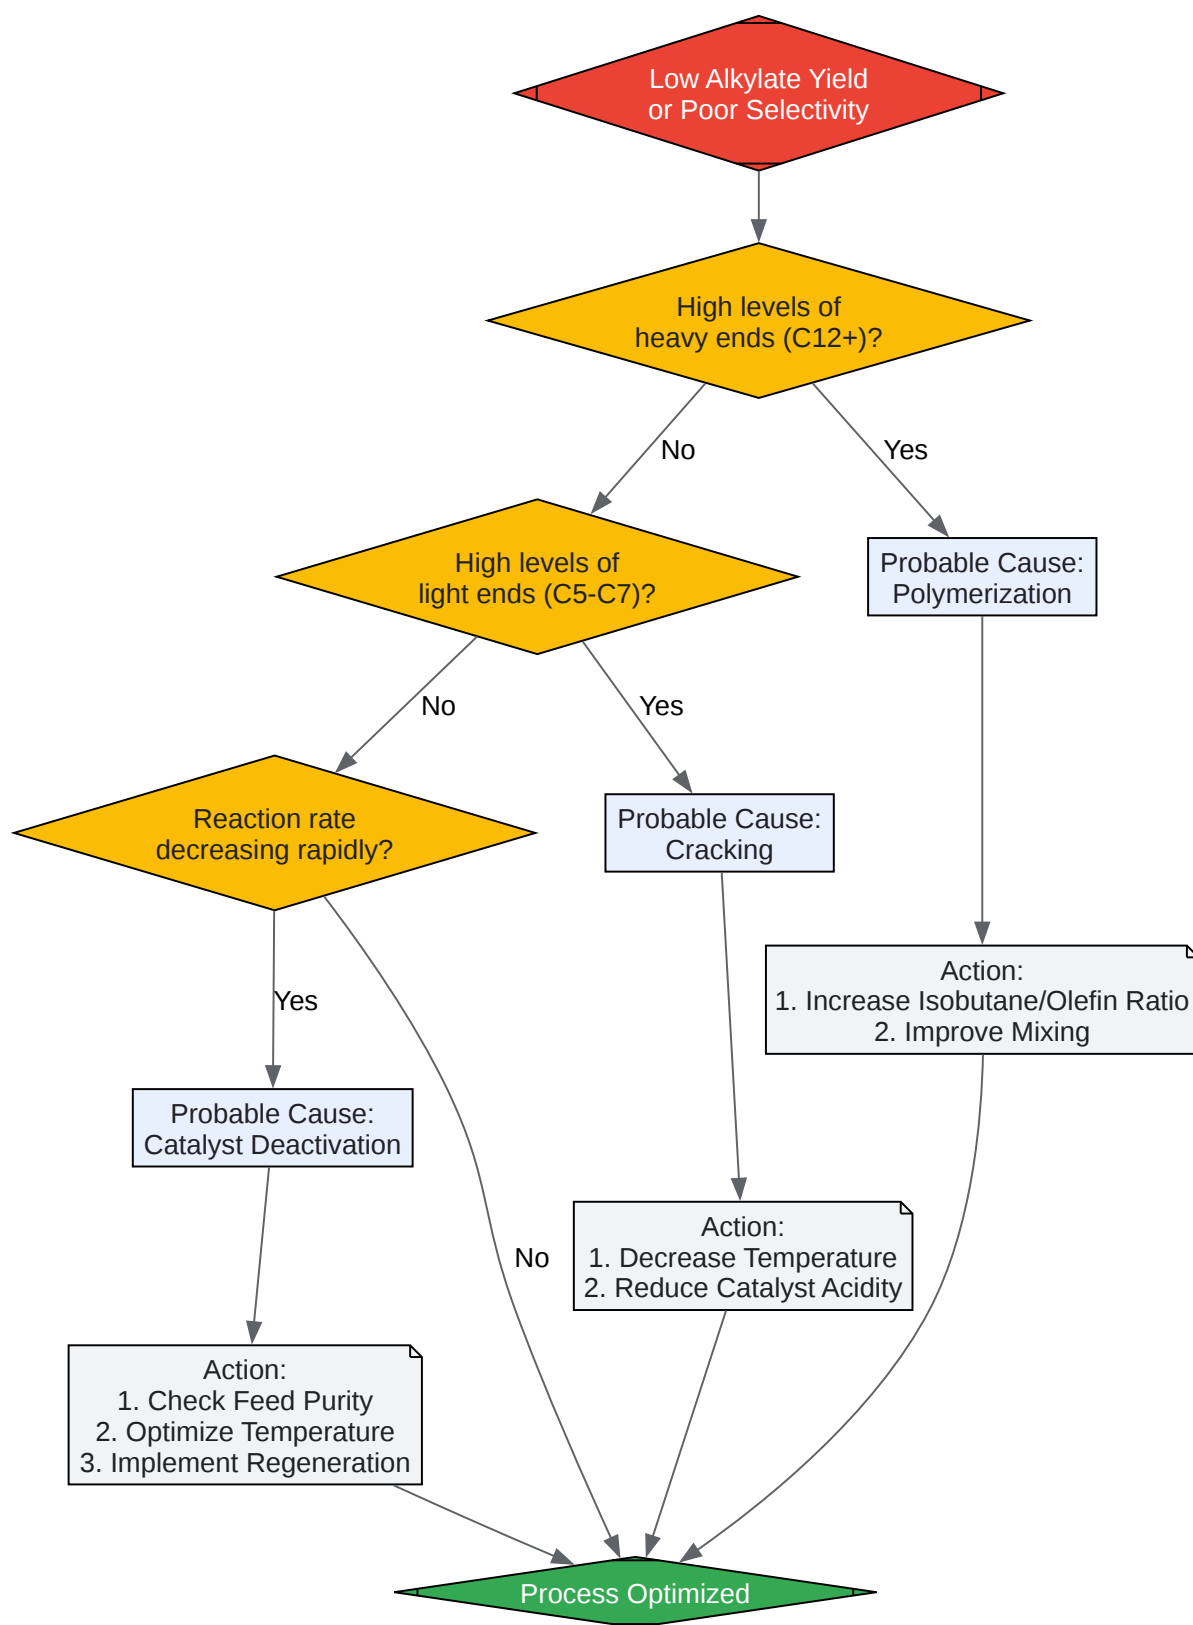 Low Alkylate Yield
or Poor Selectivity
High levels of
heavy ends (C12+)?
No
Yes
High levels of
light ends (C5-C7)?
Probable Cause:
Polymerization
No
Yes
Reaction rate
decreasing rapidly?
Probable Cause:
Cracking
Action:
1. Increase Isobutane/Olefin Ratio
2. Improve Mixing
Yes
Probable Cause:
Catalyst Deactivation
No
Action:
1. Decrease Temperature
2. Reduce Catalyst Acidity
Action:
1. Check Feed Purity
2. Optimize Temperature
3. Implement Regeneration
Process Optimized